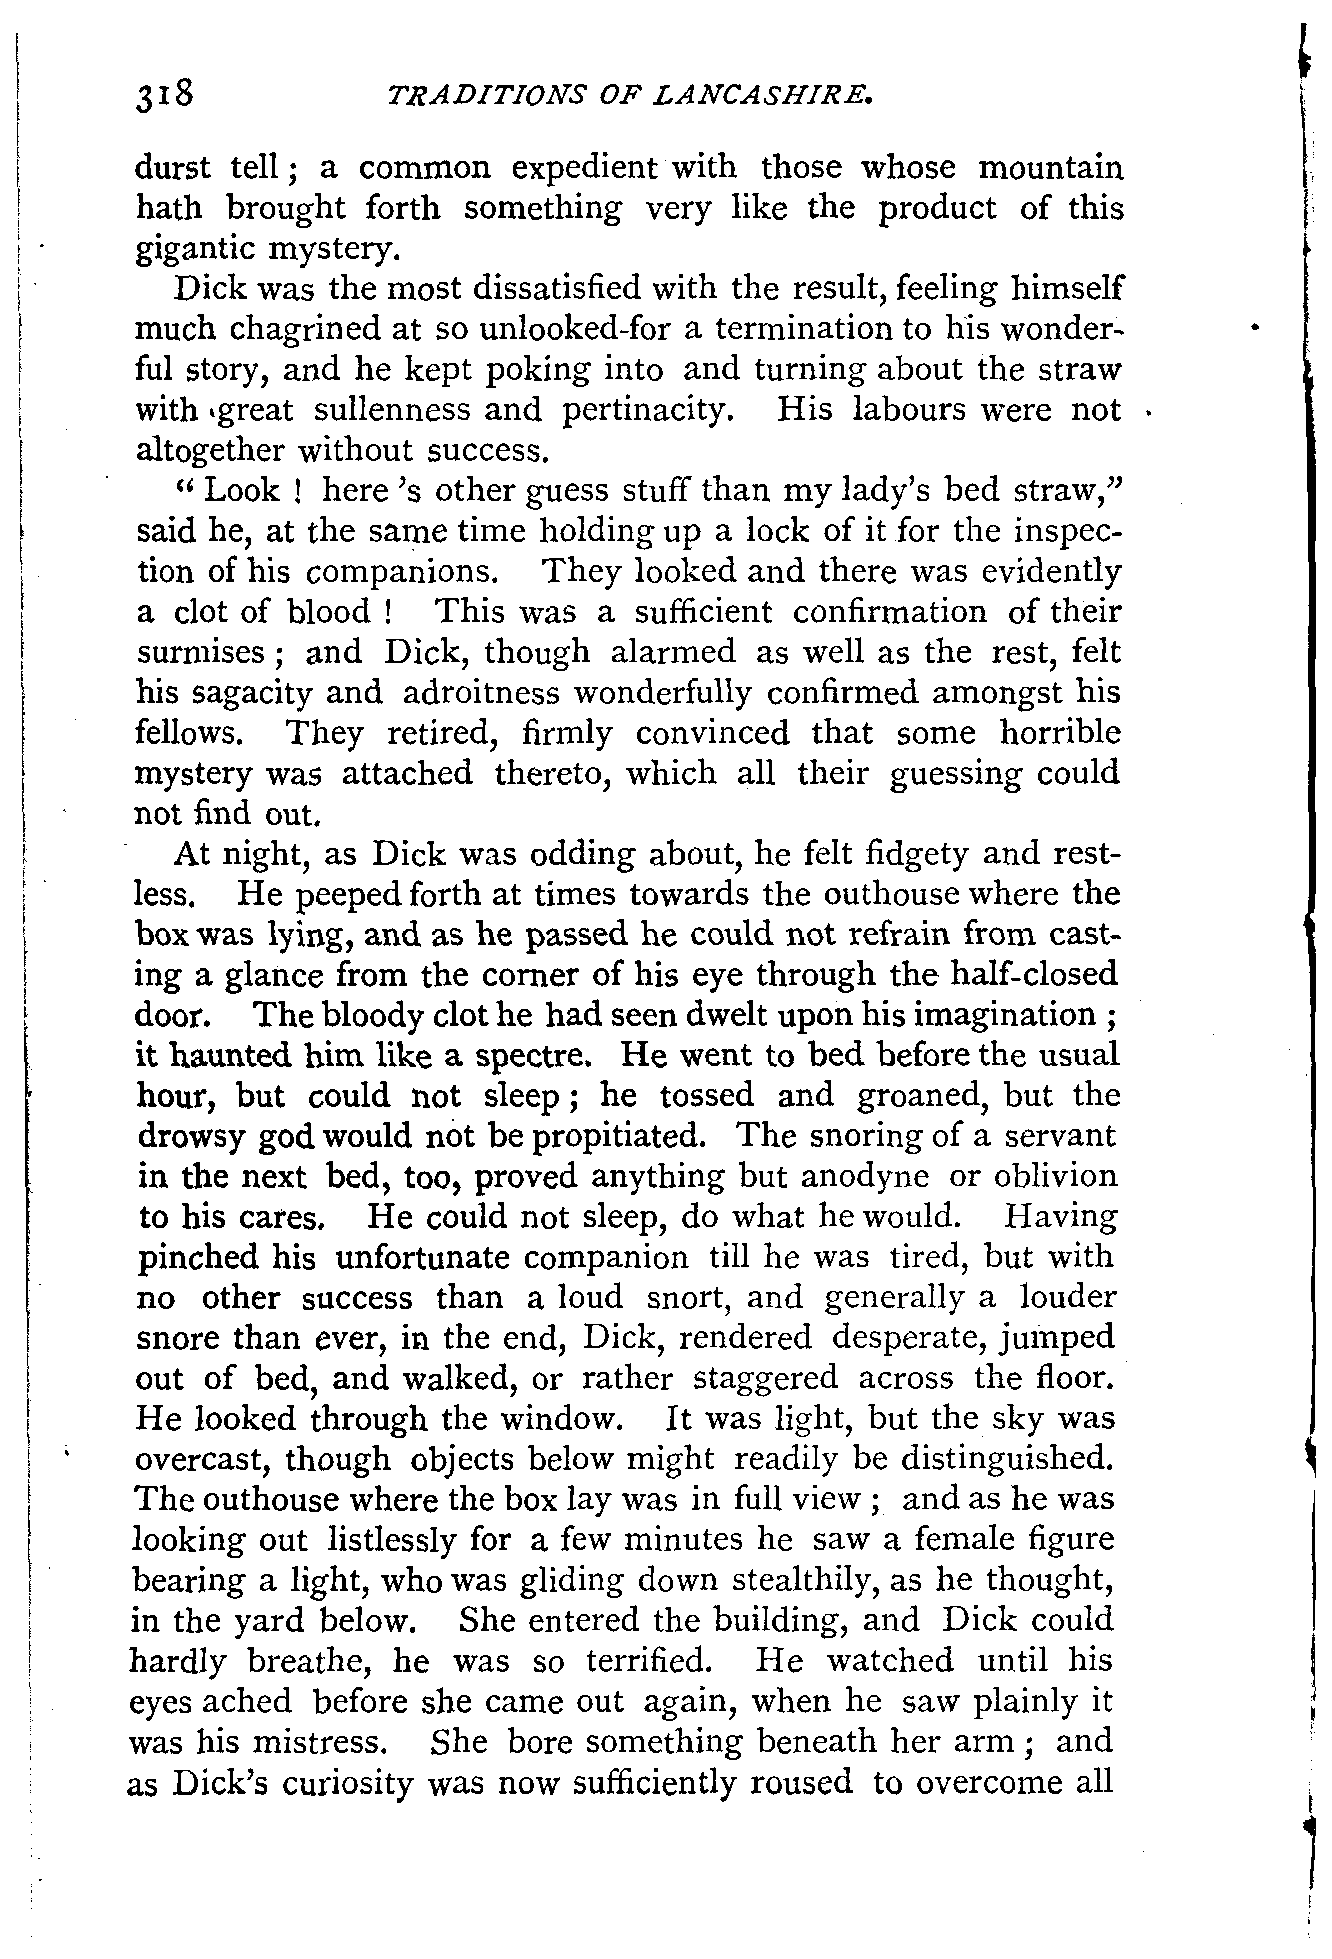 318 TRADITIONS OF LANCASHIRE.
durst tell ; a common expedient with those whose mountain
hath brought forth something very like the product of this
gigantic mystery.
Dick was the most dissatisfied with the result, feeling himself
much chagrined at so unlooked-for a termination to his wonder-
ful story, and he kept poking into and turning about the straw
with great sullenness and pertinacity. His labours were not
altogether without success.
“ Look ! here ’s other guess stuff than my lady’s bed straw,”
said he, at the same time holding up a lock of it for the inspec-
tion of his companions. They looked and there was evidently
a clot of blood ! This was a sufficient confirmation of their
surmises ; and Dick, though alarmed as well as the rest, felt
his sagacity and adroitness wonderfully confirmed amongst his
fellows. They retired, firmly convinced that some horrible
mystery was attached thereto, which all their guessing could
not find out.
At night, as Dick was odding about, he felt fidgety and rest-
less. He peeped forth at times towards the outhouse where the
box was lying, and as he passed he could not refrain from cast-
ing a glance from the corner of his eye through the half-closed
door. The bloody clot he had seen dwelt upon his imagination ;
it haunted him like a spectre. He went to bed before the usual
hour, but could not sleep ; he tossed and groaned, but the
drowsy god would not be propitiated. The snoring of a servant
in the next bed, too, proved anything but anodyne or oblivion
to his cares. He could not sleep, do what he would. Having
pinched his unfortunate companion till he was tired, but with
no other success than a loud snort, and generally a louder
snore than ever, in the end, Dick, rendered desperate, jumped
out of bed, and walked, or rather staggered across the floor.
He looked through the window. It was light, but the sky was
overcast, though objects below might readily be distinguished.
The outhouse where the box lay was in full view ; and as he was
looking out listlessly for a few minutes he saw a female figure
bearing a light, who was gliding down stealthily, as he thought,
in the yard below. She entered the building, and Dick could
hardly breathe, he was so terrified. He watched until his
eyes ached before she came out again, when he saw plainly it
was his mistress. She bore something beneath her arm ; and
as Dick’s curiosity was now sufficiently roused to overcome all